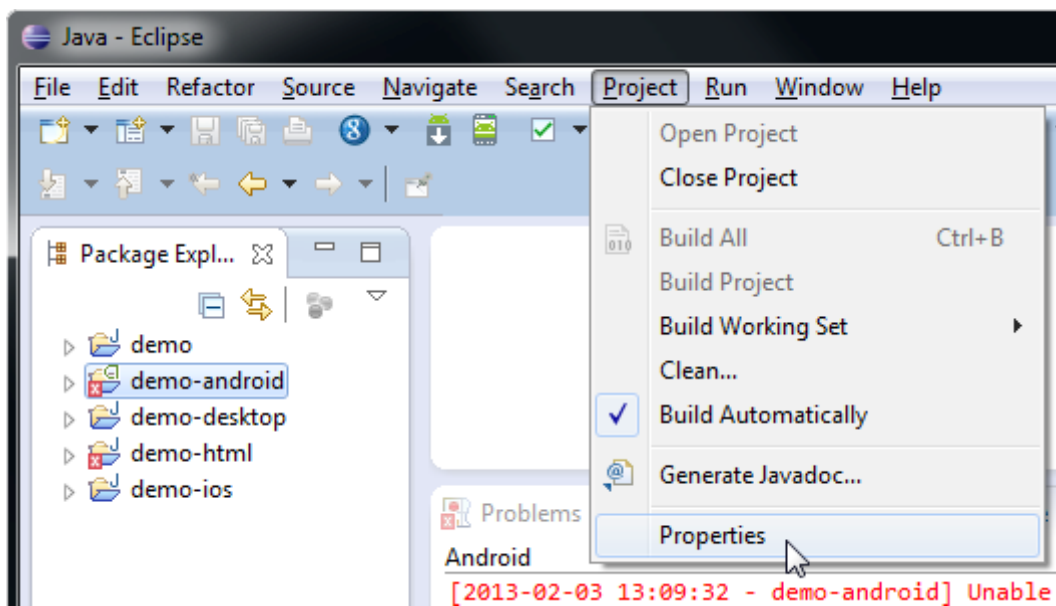 Java - Eclipse
File Edit Refactor Source Navigate Search Project Run Window Help
8
Open Project
Close Project
010
Build All Ctrl+B
Build Project
Build Working Set
Clean...
Build Automatically
@ Generate Javadoc...
Properties
Package Expl...
demo
demo-android
demo-desktop
demo-html
demo-ios
Problems
Android
[2013-02-03 13:09:32 - demo-android] Unable